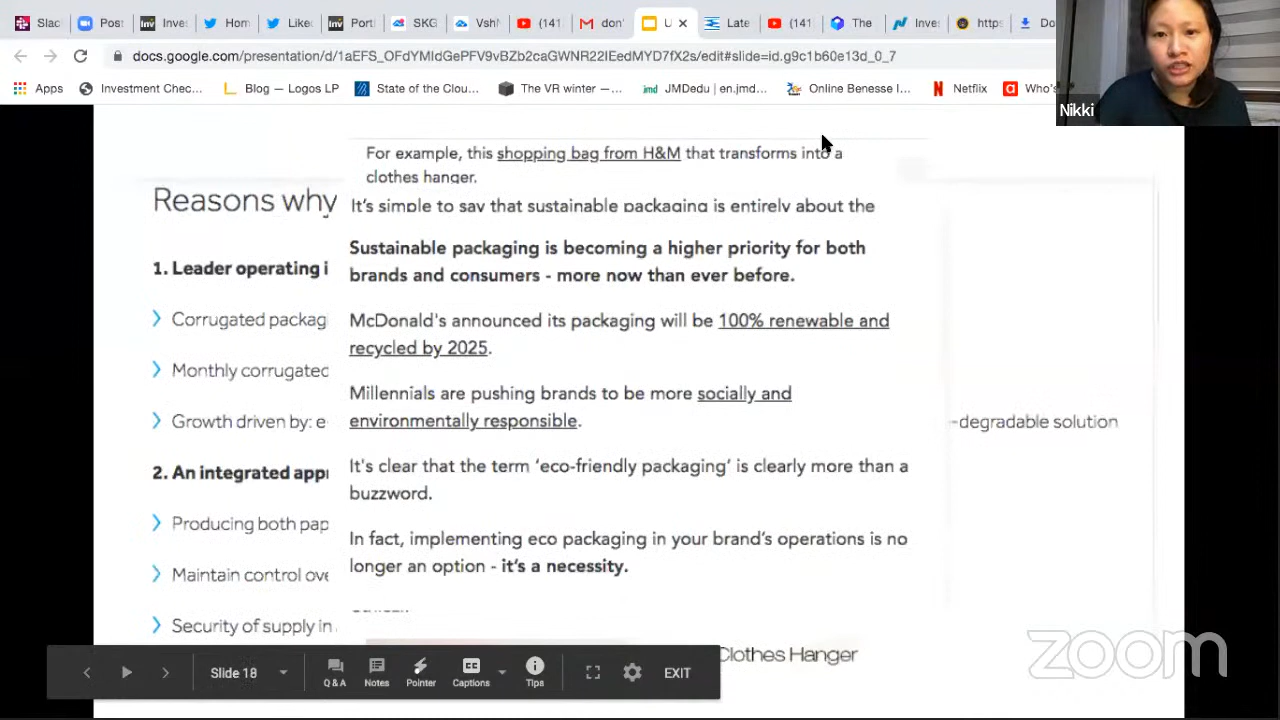 Slac
Post
Inve
Hom
Like
Porti
SKG
Vshl
(141
don'
U
Late
(141
The
Inves
https
Do
docs.google.com/presentation/d/1aEFS_OFdYMIdGePFV9vBZb2caGWNR22IEedMYD7fX2s/edit#slide=id.g9c1b60e13d_0_7
Apps
Investment Chec...
Blog — Logos LP
State of the Clou...
The VR winter — ...
jmd
JMDedu | en.jmd...
Online Benesse I...
Netflix
Who's
Nikki
For example, this shopping bag from H&M that transforms into a
clothes hanger.
Reasons why
It's simple to say that sustainable packaging is entirely about the
Sustainable packaging is becoming a higher priority for both
brands and consumers - more now than ever before.
1. Leader operating i
Corrugated packag
McDonald's announced its packaging will be 100% renewable and
recycled by 2025.
Monthly corrugated
Millennials are pushing brands to be more socially and
environmentally responsible.
Growth driven by: e
-degradable solution
2. An integrated appr
It's clear that the term 'eco-friendly packaging' is clearly more than a
buzzword.
Producing both pap
In fact, implementing eco packaging in your brand's operations is no
longer an option - it's a necessity.
Maintain control ove
Security of supply in
Clothes Hanger
Slide 18
Q & A
Notes
Pointer
Captions
Tips
EXIT
zoom